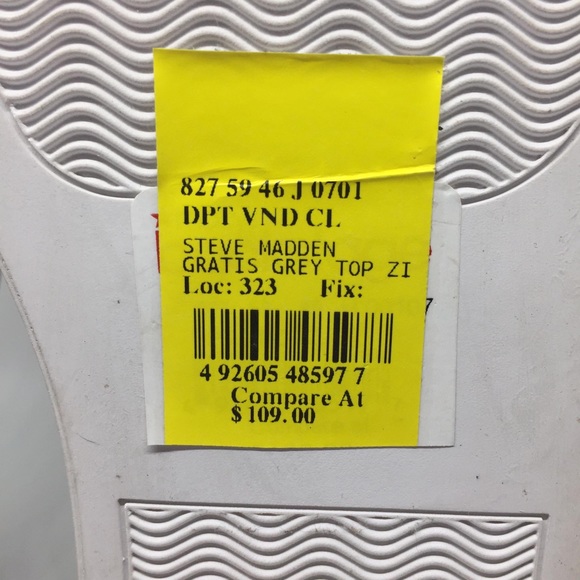 827 59 46 J 0701
DPT VND CL
STEVE MADDEN
GRATIS GREY TOP ZI
Loc: 323 Fix:
4 92605 48597 7
Compare At
$ 109.00
7